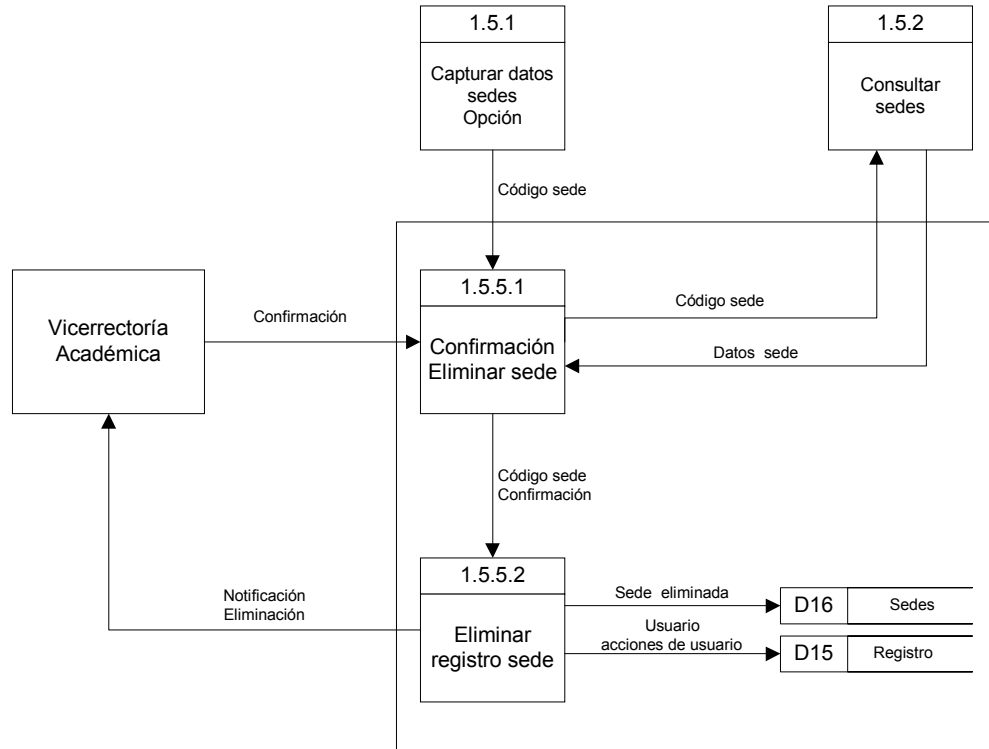 1.5.1
Capturar datos
sedes
Opción
1.5.2
Consultar
sedes
Código sede
Vicerrectoría
Académica
Confirmación
1.5.5.1
Confirmación
Eliminar sede
Código sede
Datos sede
Código sede
Confirmación
1.5.5.2
Eliminar
registro sede
Notificación
Eliminación
Sede eliminada
Usuario
acciones de usuario
D16 Sedes
D15 Registro